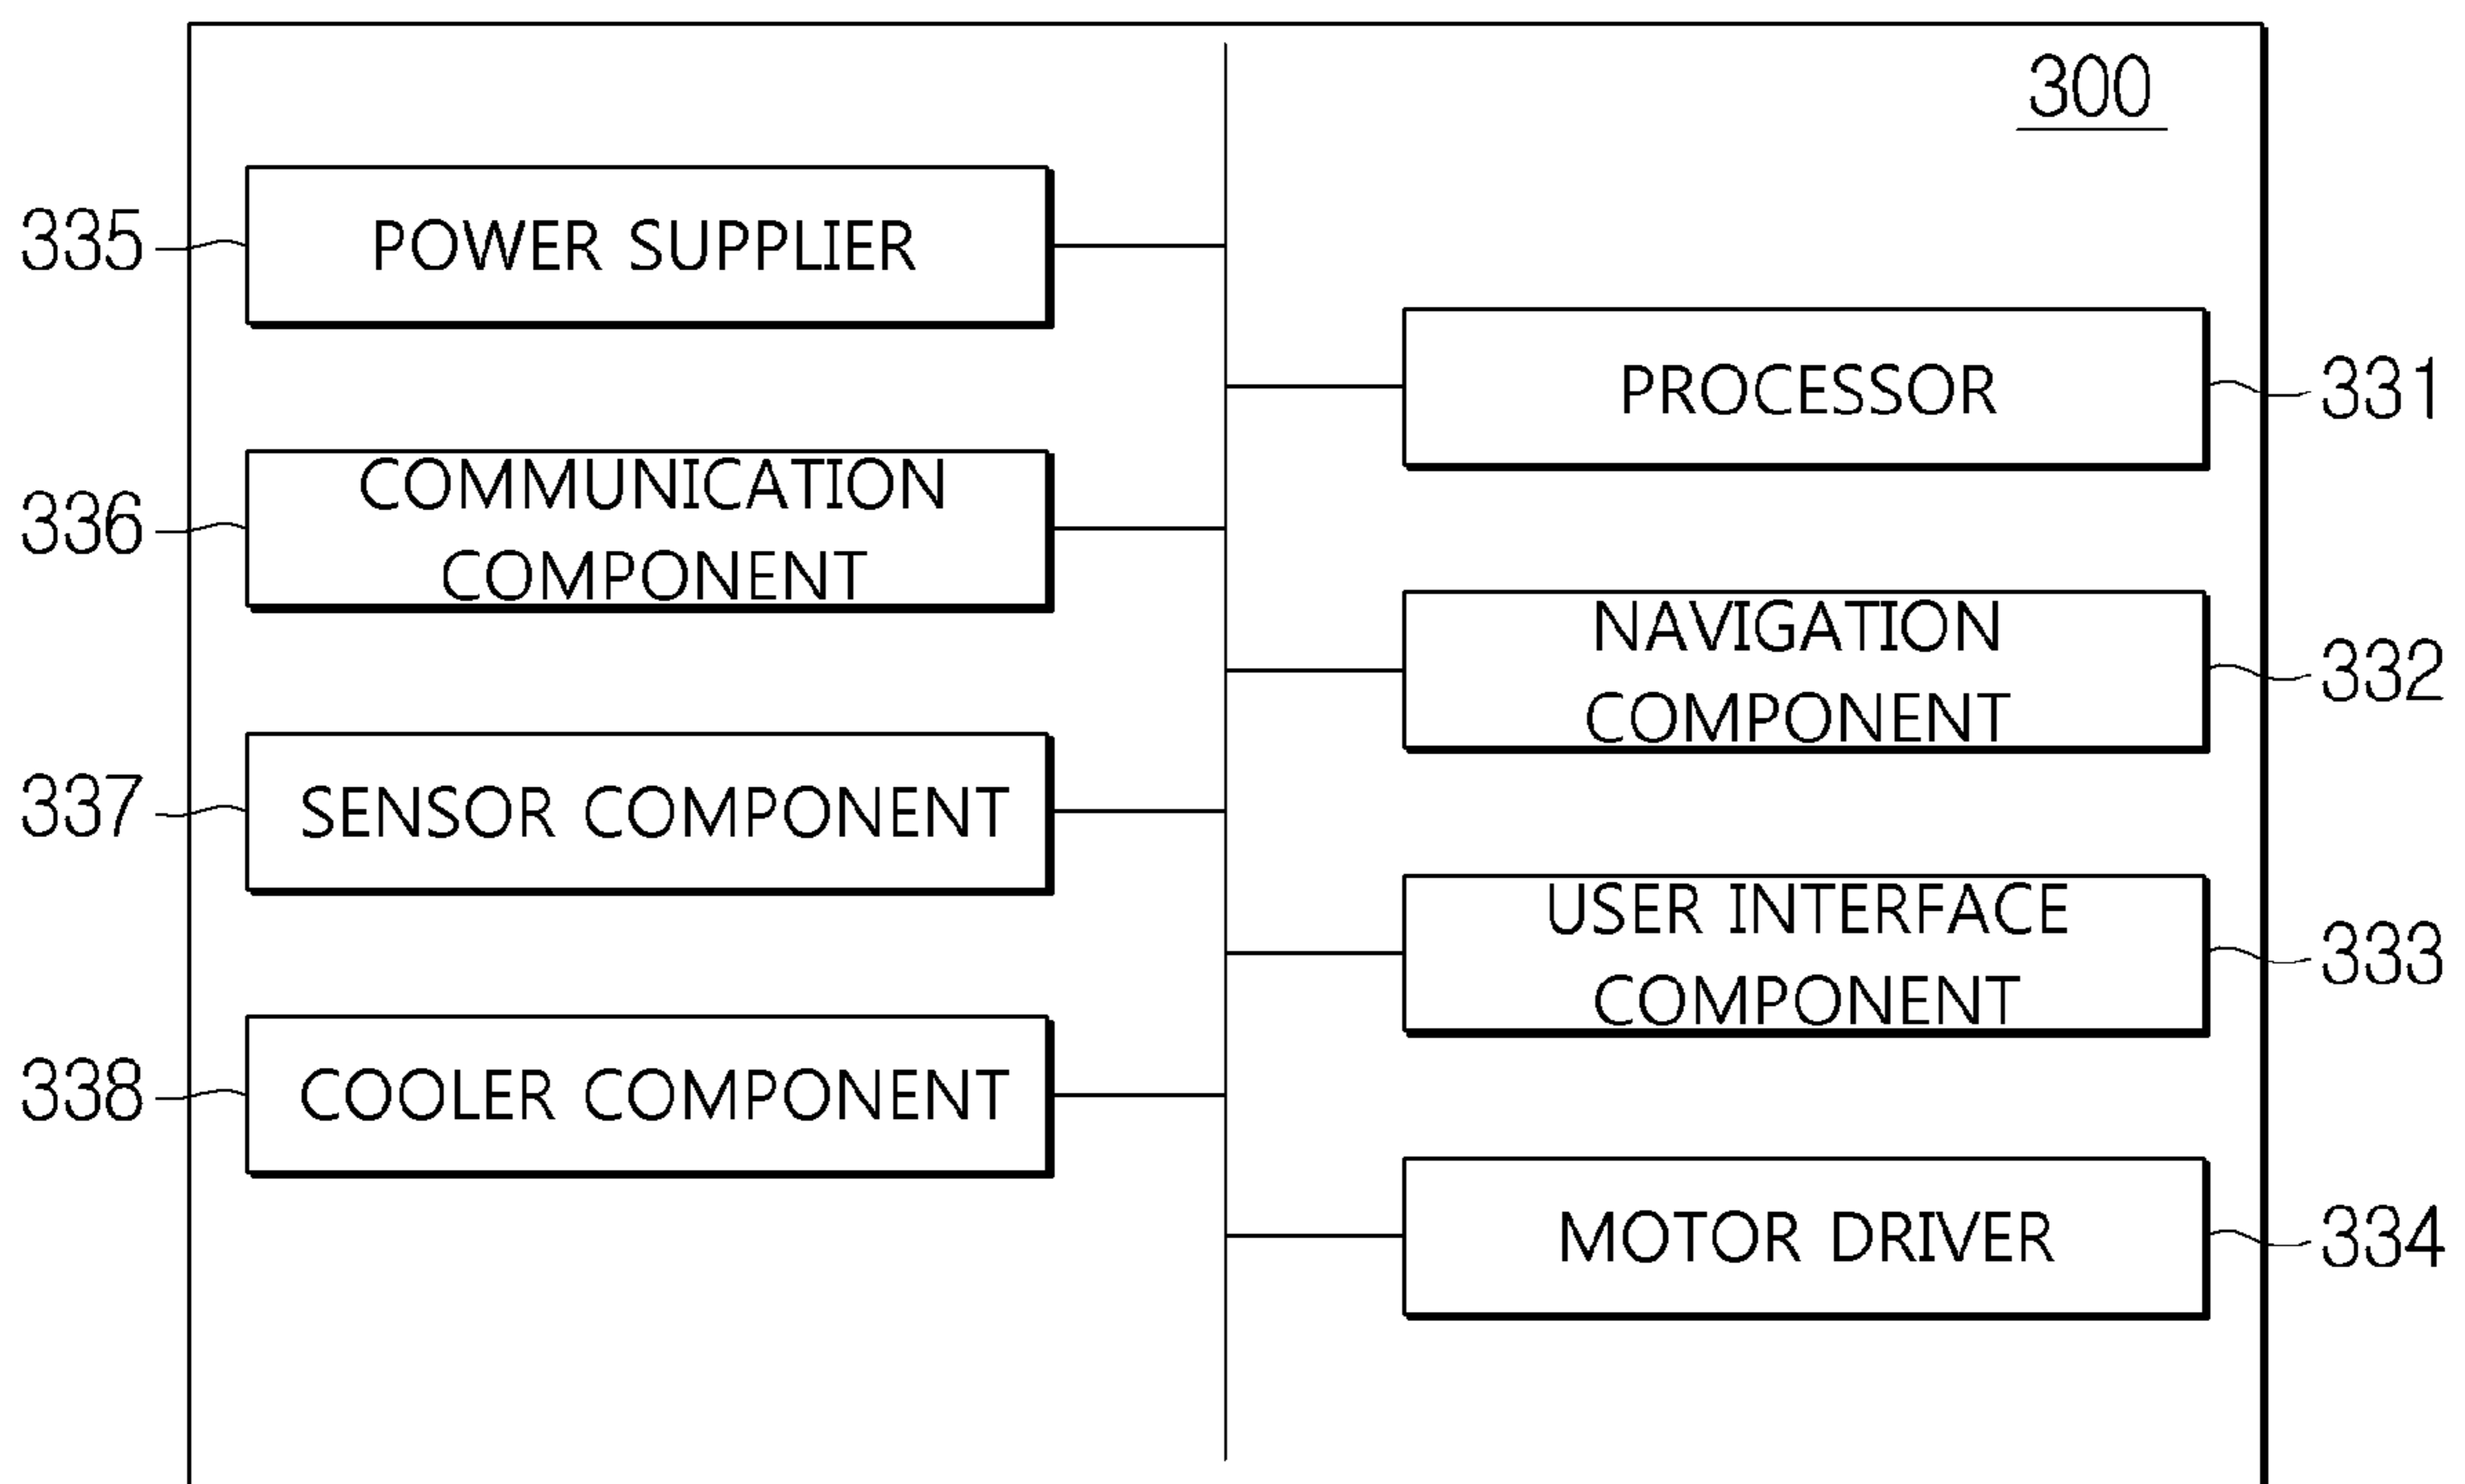 300
335
POWER SUPPLIER
PROCESSOR
331
336
COMMUNICATION
COMPONENT
NAVIGATION
COMPONENT
332
337
SENSOR COMPONENT
USER INTERFACE
COMPONENT
333
338
COOLER COMPONENT
MOTOR DRIVER
334